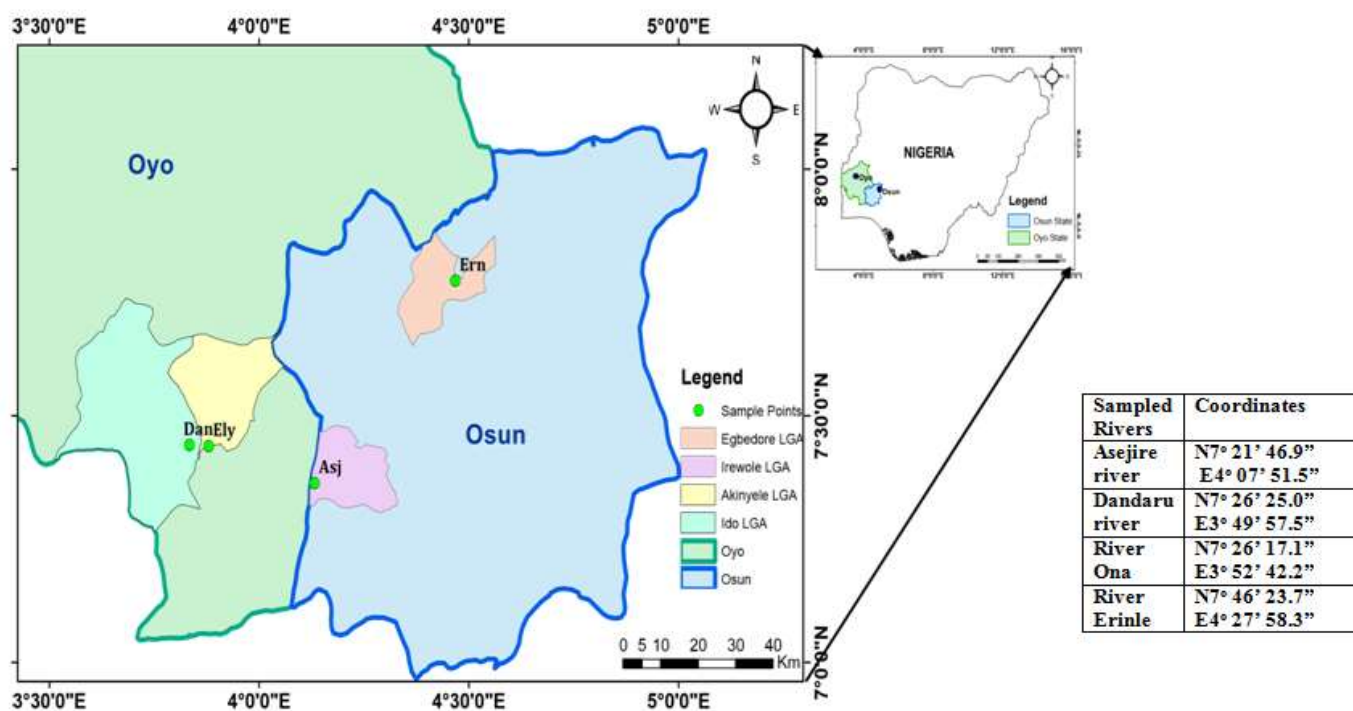 3°30'0"E 4°0'0"E 4°30'0"E 5°0'0"E
N
W E
S
Oyo
Ern
8°0'0"N
7°30'0"N
7°0'0"N
DanEly
Asj
Osun
Legend
Sample Points
Egbedore LGA
Irewole LGA
Akinyele LGA
Ido LGA
Oyo
Osun
0 5 10 20 30 40
Km
3°30'0"E 4°0'0"E 4°30'0"E 5°0'0"E
NIGERIA
Oyo
Osun
Legend
Osun State
Oyo State
Sampled Coordinates
Rivers
Asejire N7° 21’ 46.9”
river E4° 07’ 51.5”
Dandaru N7° 26’ 25.0”
river E3° 49’ 57.5”
River N7° 26’ 17.1”
Ona E3° 52’ 42.2”
River N7° 46’ 23.7”
Erinle E4° 27’ 58.3”